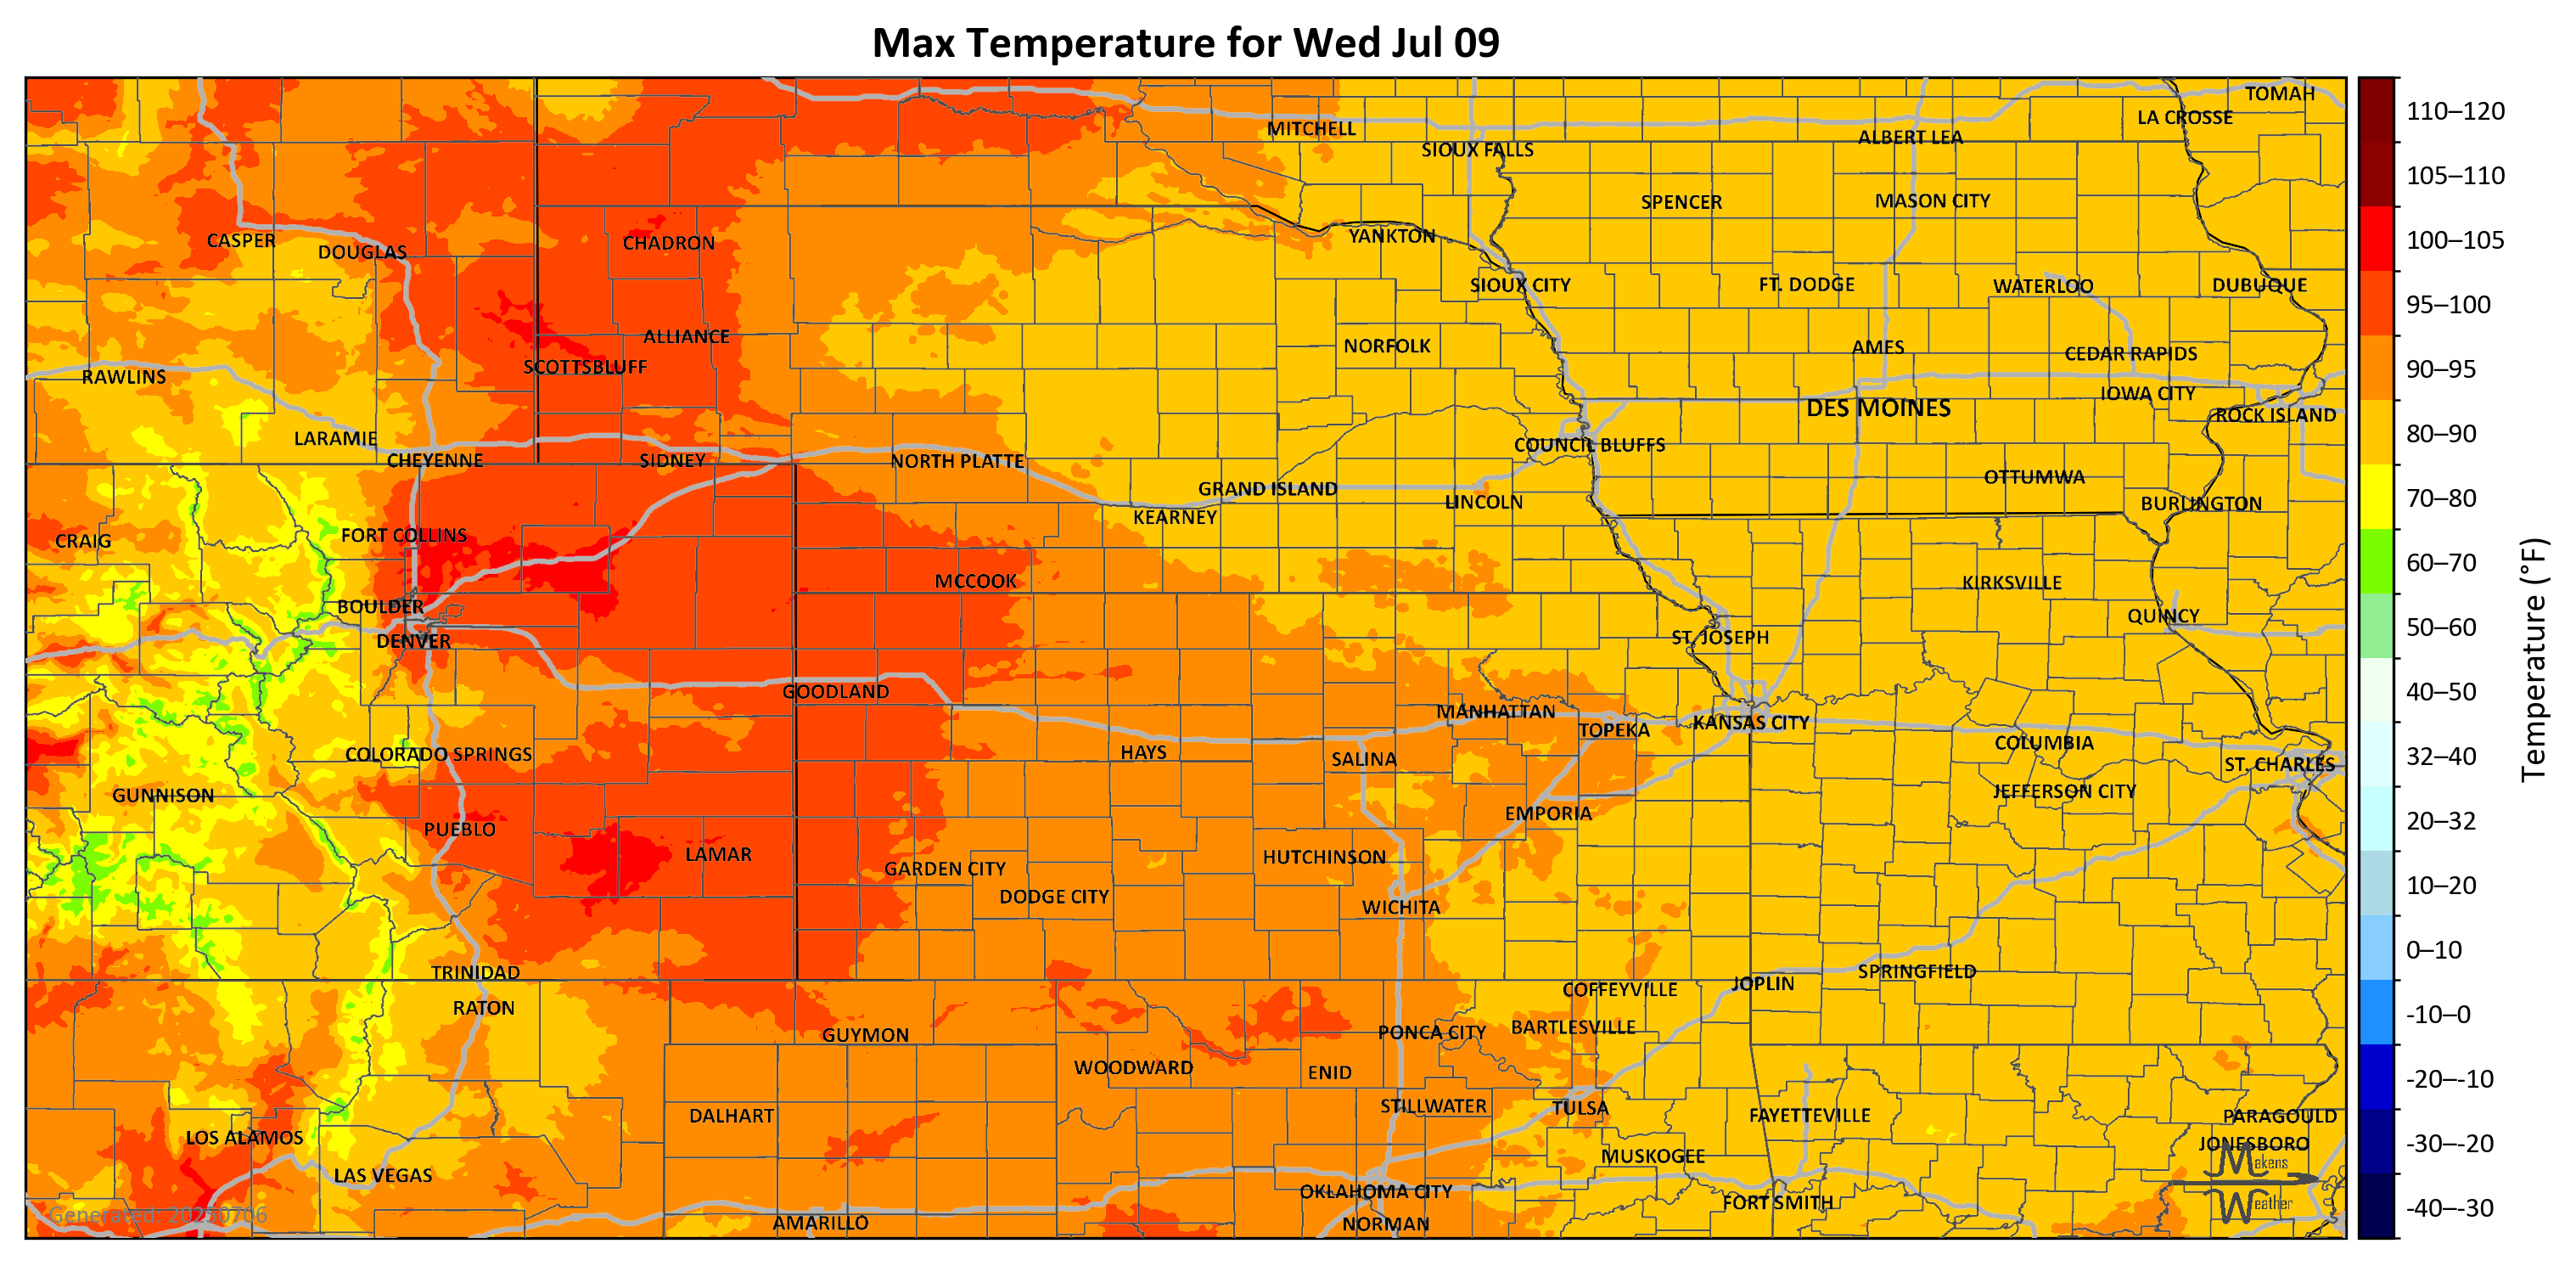 Max Temperature for Wed Jul 09
TOMAH
LA CROSSE
MITCHELL
ALBERT LEA
SIOUX FALLS
SPENCER
MASON CITY
CASPER
DOUGLAS
CHADRON
YANKTON
SIOUX CITY
FT. DODGE
WATERLOO
DUBUQUE
ALLIANCE
NORFOLK
AMES
CEDAR RAPIDS
RAWLINS
SCOTTSBLUFF
IOWA CITY
DES MOINES
ROCK ISLAND
LARAMIE
COUNCIL BLUFFS
CHEYENNE
SIDNEY
NORTH PLATTE
OTTUMWA
GRAND ISLAND
LINCOLN
BURLINGTON
KEARNEY
CRAIG
FORT COLLINS
MCCOOK
KIRKSVILLE
BOULDER
QUINCY
DENVER
ST. JOSEPH
GOODLAND
MANHATTAN
TOPEKA
KANSAS CITY
COLORADO SPRINGS
HAYS
SALINA
COLUMBIA
ST. CHARLES
GUNNISON
JEFFERSON CITY
EMPORIA
PUEBLO
LAMAR
GARDEN CITY
HUTCHINSON
DODGE CITY
WICHITA
TRINIDAD
SPRINGFIELD
JOPLIN
COFFEYVILLE
RATON
GUYMON
PONCA CITY
BARTLESVILLE
WOODWARD
ENID
DALHART
STILLWATER
TULSA
FAYETTEVILLE
PARAGOULD
LOS ALAMOS
JONESBORO
MUSKOGEE
LAS VEGAS
OKLAHOMA CITY
FORT SMITH
AMARILLO
NORMAN
Generated: 20250706
Makens
Weather
110–120
105–110
100–105
95–100
90–95
80–90
70–80
60–70
50–60
40–50
32–40
20–32
10–20
0–10
-10–0
-20–-10
-30–-20
-40–-30
Temperature (°F)